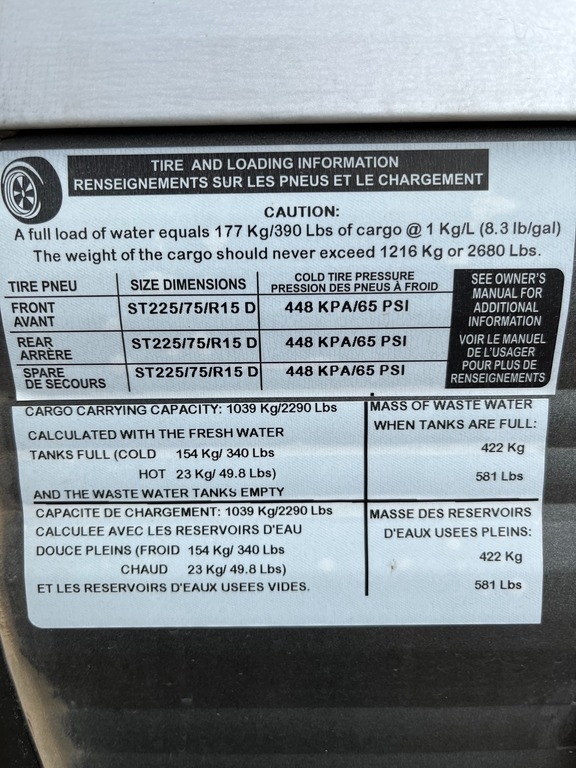 TIRE AND LOADING INFORMATION
RENSEIGNEMENTS SUR LES PNEUS ET LE CHARGEMENT
CAUTION:
A full load of water equals 177 Kg/390 Lbs of cargo @ 1 Kg/L (8.3 lb/gal)
The weight of the cargo should never exceed 1216 Kg or 2680 Lbs.
TIRE PNEU
SIZE DIMENSIONS
COLD TIRE PRESSURE
PRESSION DES PNEUS À FROID
FRONT
AVANT
ST225/75/R15 D
448 KPA/65 PSI
REAR
ARRÈRE
ST225/75/R15 D
448 KPA/65 PSI
SPARE
DE SECOURS
ST225/75/R15 D
448 KPA/65 PSI
SEE OWNER'S
MANUAL FOR
ADDITIONAL
INFORMATION
VOIR LE MANUEL
DE L'USAGER
POUR PLUS DE
RENSEIGNEMENTS
CARGO CARRYING CAPACITY: 1039 Kg/2290 Lbs
CALCULATED WITH THE FRESH WATER
TANKS FULL (COLD 154 Kg/ 340 Lbs
HOT 23 Kg/ 49.8 Lbs)
AND THE WASTE WATER TANKS EMPTY
MASS OF WASTE WATER
WHEN TANKS ARE FULL:
422 Kg
581 Lbs
CAPACITE DE CHARGEMENT: 1039 Kg/2290 Lbs
CALCULEE AVEC LES RESERVOIRS D'EAU
DOUCE PLEINS (FROID 154 Kg/ 340 Lbs
CHAUD 23 Kg/ 49.8 Lbs)
ET LES RESERVOIRS D'EAUX USEES VIDES.
MASSE DES RESERVOIRS
D'EAUX USEES PLEINS:
422 Kg
581 Lbs